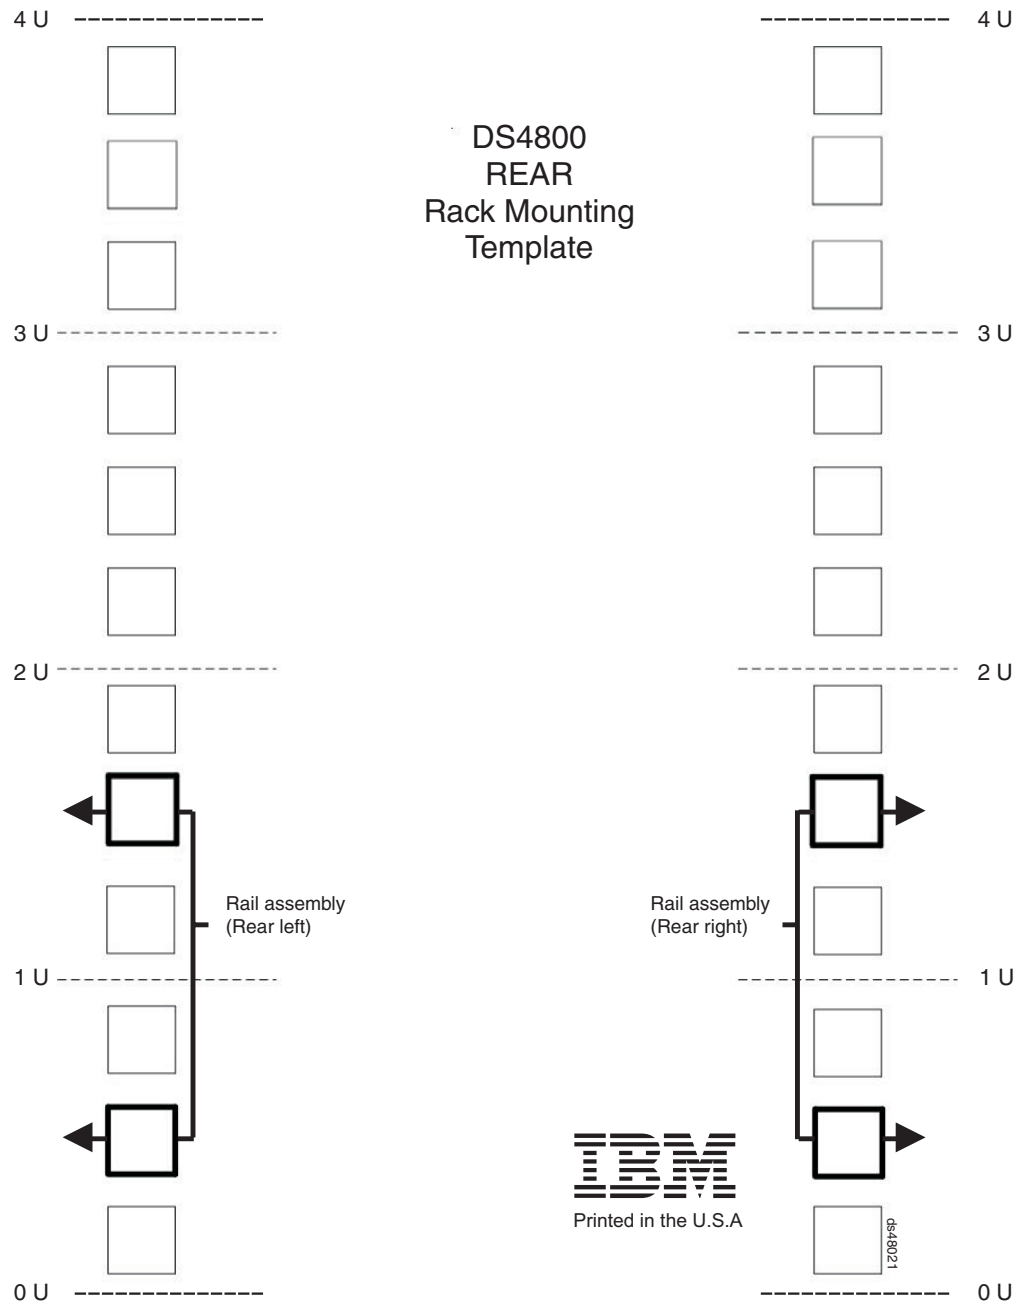 4 U
4 U
DS4800
REAR
Rack Mounting
Template
3 U
3 U
2 U
2 U
Rail assembly
(Rear left)
Rail assembly
(Rear right)
1 U
1 U
IBM
Printed in the U.S.A
ds48021
0 U
0 U